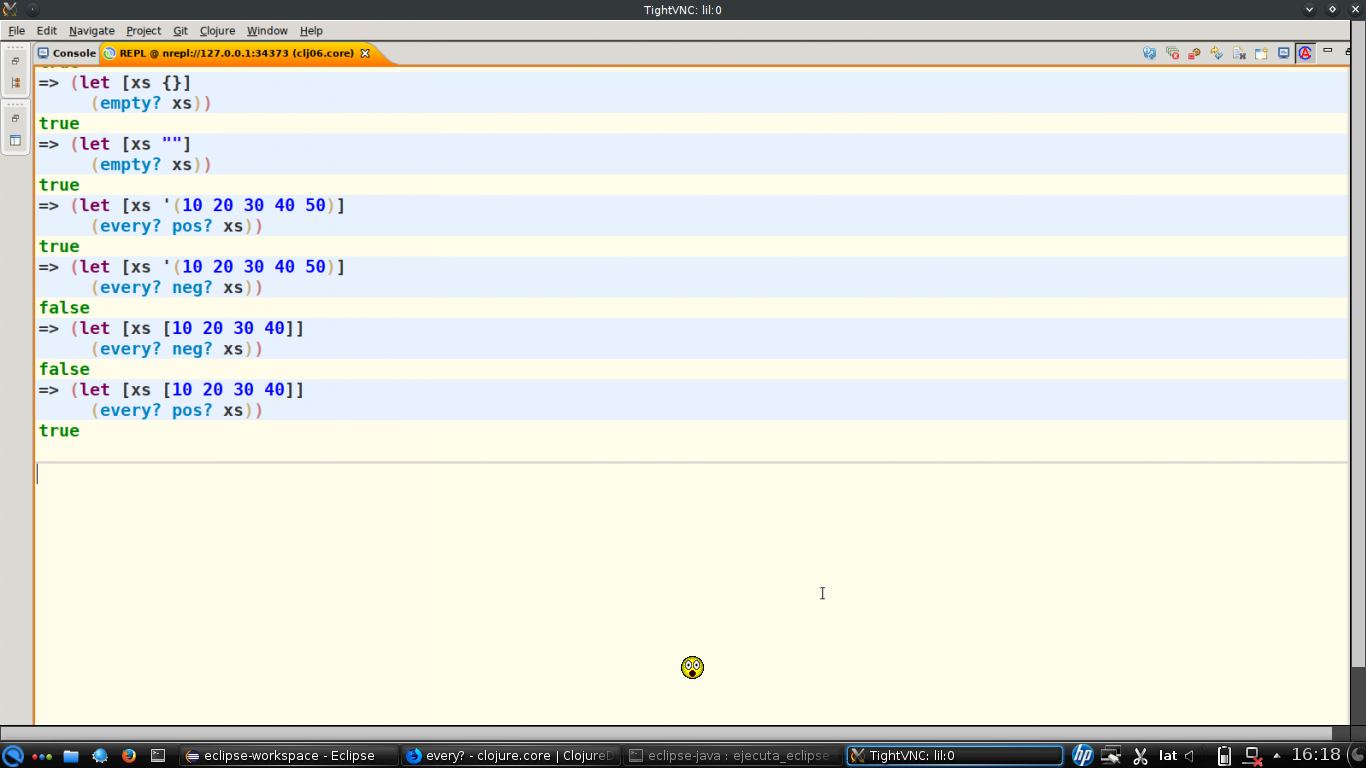 TightVNC: lil:0
File Edit Navigate Project Git Clojure Window Help
Console REPL @ nrepl://127.0.0.1:34373 (clj06.core)
=> (let [xs {}]
(empty? xs))
true
=> (let [xs ""]
(empty? xs))
true
=> (let [xs '(10 20 30 40 50)]
(every? pos? xs))
true
=> (let [xs '(10 20 30 40 50)]
(every? neg? xs))
false
=> (let [xs [10 20 30 40]]
(every? neg? xs))
false
=> (let [xs [10 20 30 40]]
(every? pos? xs))
true
eclipse-workspace - Eclipse every? - clojure.core | ClojureD eclipse-java : ejecuta_eclipse TightVNC: lil:0 hp lat 16:18